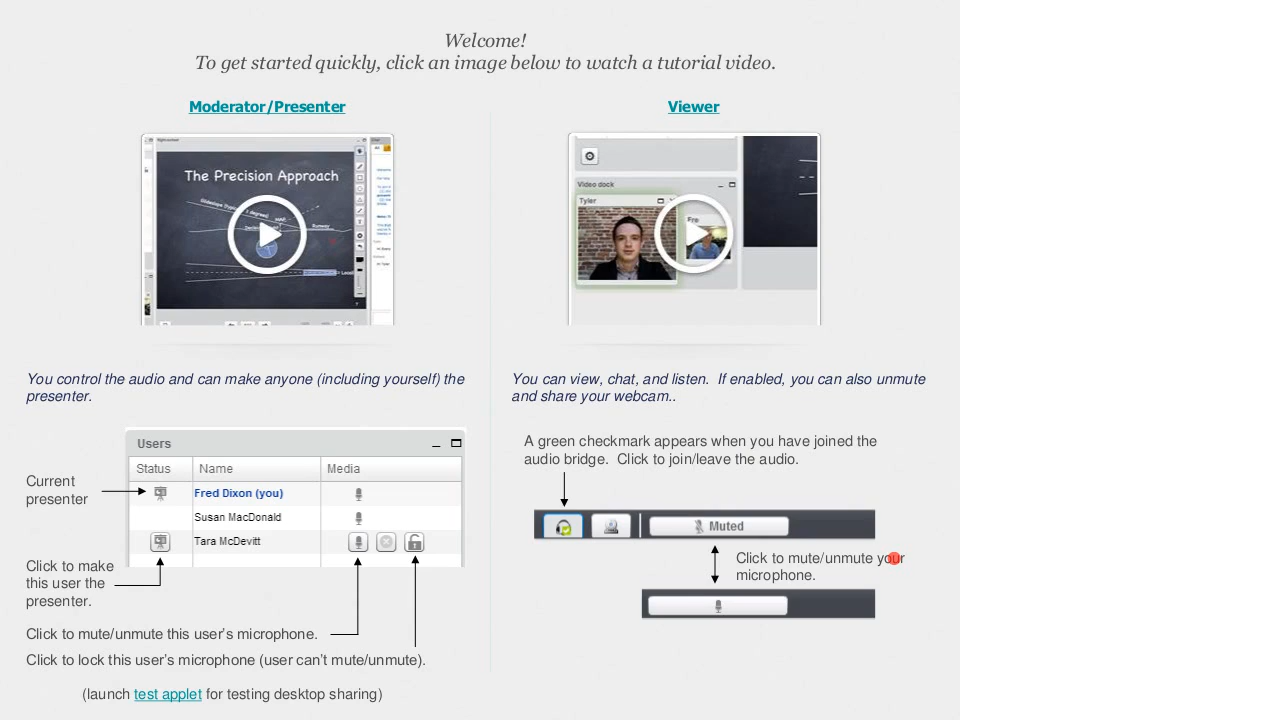 Welcome!
To get started quickly, click an image below to watch a tutorial video.
Moderator/Presenter
The Precision Approach
Runway
You control the audio and can make anyone (including yourself) the
presenter.
Users
Status Name Media
Current
presenter
Fred Dixon (you)
Susan MacDonald
Tara McDevitt
Click to make
this user the
presenter.
Click to mute/unmute this user's microphone.
Click to lock this user's microphone (user can't mute/unmute).
(launch test applet for testing desktop sharing)
Viewer
Video dock
Tyler
Fre
You can view, chat, and listen.  If enabled, you can also unmute
and share your webcam..
A green checkmark appears when you have joined the
audio bridge.  Click to join/leave the audio.
Muted
Click to mute/unmute your
microphone.